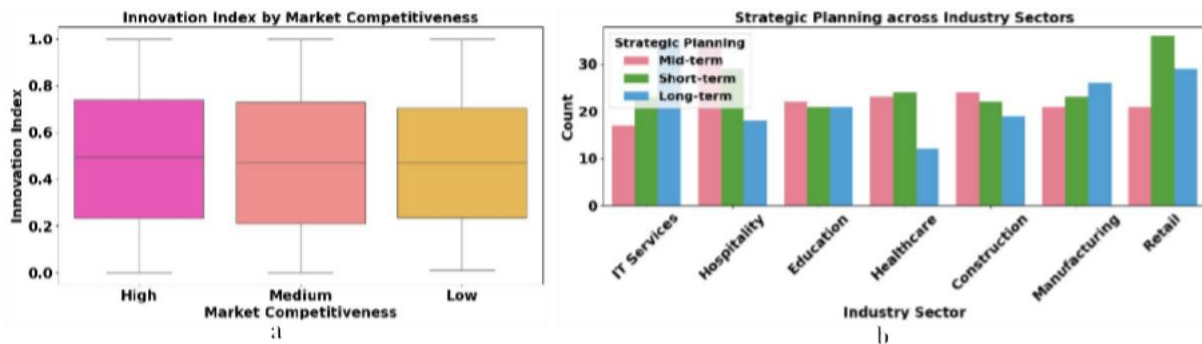 Innovation Index by Market Competitiveness
Innovation Index
1.0
0.8
0.6
0.4
0.2
0.0
High Medium Low
Market Competitiveness
a
Strategic Planning across Industry Sectors
Strategic Planning
Mid-term
Short-term
Long-term
Count
30
20
10
0
IT Services
Hospitality
Education
Healthcare
Construction
Manufacturing
Retail
Industry Sector
b